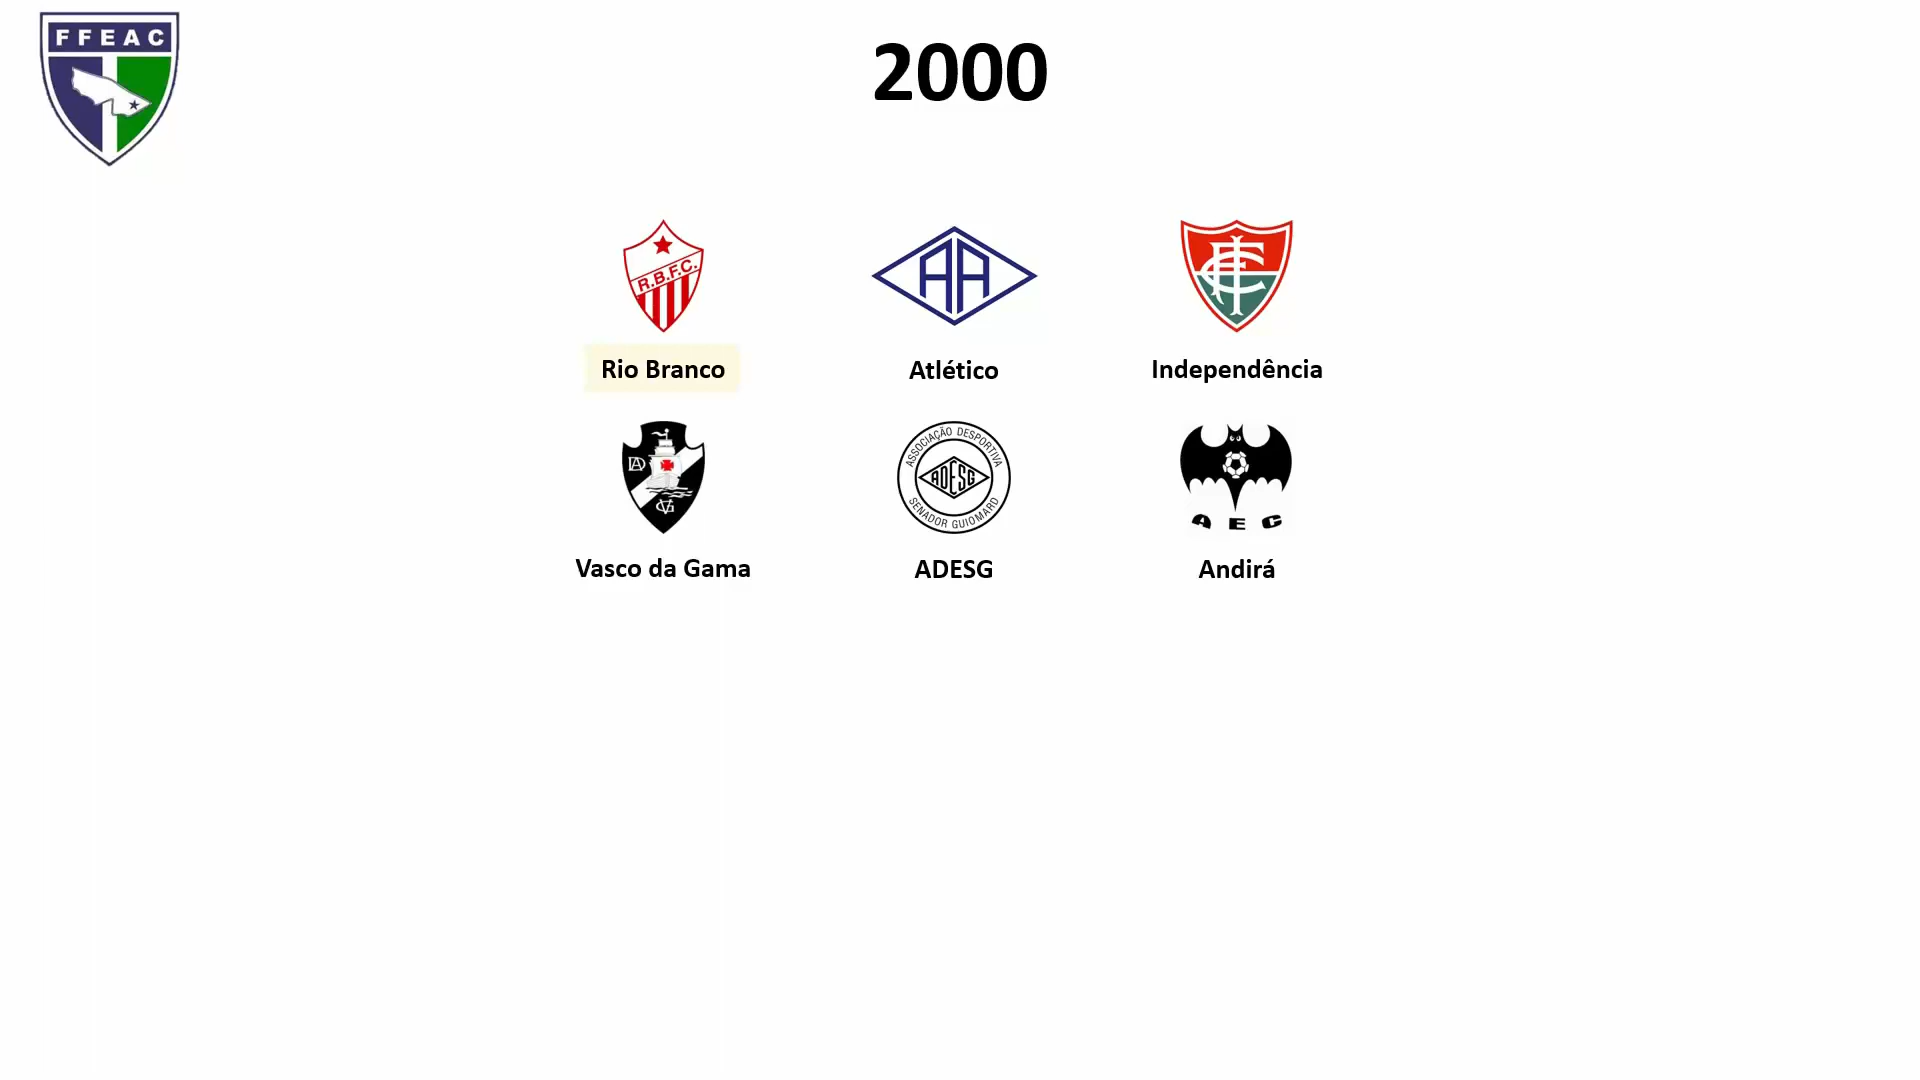 FFEAC
2000
R.B.F.C.
AA
Rio Branco
Atlético
Independência
ASSOCIAÇÃO DESPORTIVA
ADESG
SENADOR GUIOMARD
A E C
Vasco da Gama
ADESG
Andirá